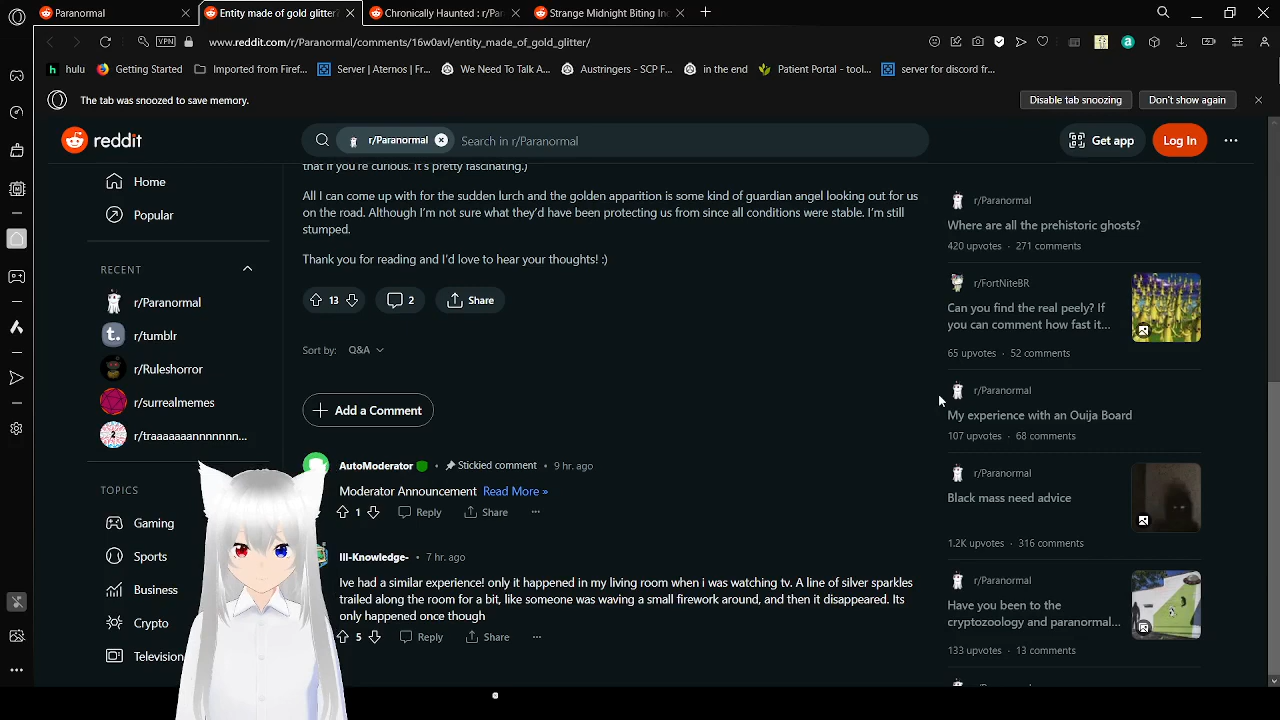 Paranormal
Entity made of gold glitter?
Chronically Haunted : r/Par
Strange Midnight Biting Inc
VPN
www.reddit.com/r/Paranormal/comments/16w0avl/entity_made_of_gold_glitter/
hulu
Getting Started
Imported from Firef...
Server | Aternos | Fr...
We Need To Talk A...
Austringers - SCP F...
in the end
Patient Portal - tool...
server for discord fr...
The tab was snoozed to save memory.
Disable tab snoozing
Don't show again
reddit
r/Paranormal
Search in r/Paranormal
Get app
Log In
Home
Popular
RECENT
r/Paranormal
r/tumblr
r/Ruleshorror
r/surrealmemes
r/traaaaaaannnnnnn...
TOPICS
Gaming
Sports
Business
Crypto
Television
that if you're curious. It's pretty fascinating.)
All I can come up with for the sudden lurch and the golden apparition is some kind of guardian angel looking out for us
on the road. Although I'm not sure what they'd have been protecting us from since all conditions were stable. I'm still
stumped.
Thank you for reading and I'd love to hear your thoughts! :)
13
2
Share
Sort by: Q&A
Add a Comment
AutoModerator • Stickied comment • 9 hr. ago
Moderator Announcement Read More »
1
Reply
Share
Ill-Knowledge- • 7 hr. ago
Ive had a similar experience! only it happened in my living room when i was watching tv. A line of silver sparkles
trailed along the room for a bit, like someone was waving a small firework around, and then it disappeared. Its
only happened once though
5
Reply
Share
r/Paranormal
Where are all the prehistoric ghosts?
420 upvotes · 271 comments
r/FortNiteBR
Can you find the real peely? If
you can comment how fast it...
65 upvotes · 52 comments
r/Paranormal
My experience with an Ouija Board
107 upvotes · 68 comments
r/Paranormal
Black mass need advice
1.2K upvotes · 316 comments
r/Paranormal
Have you been to the
cryptozoology and paranormal...
133 upvotes · 13 comments